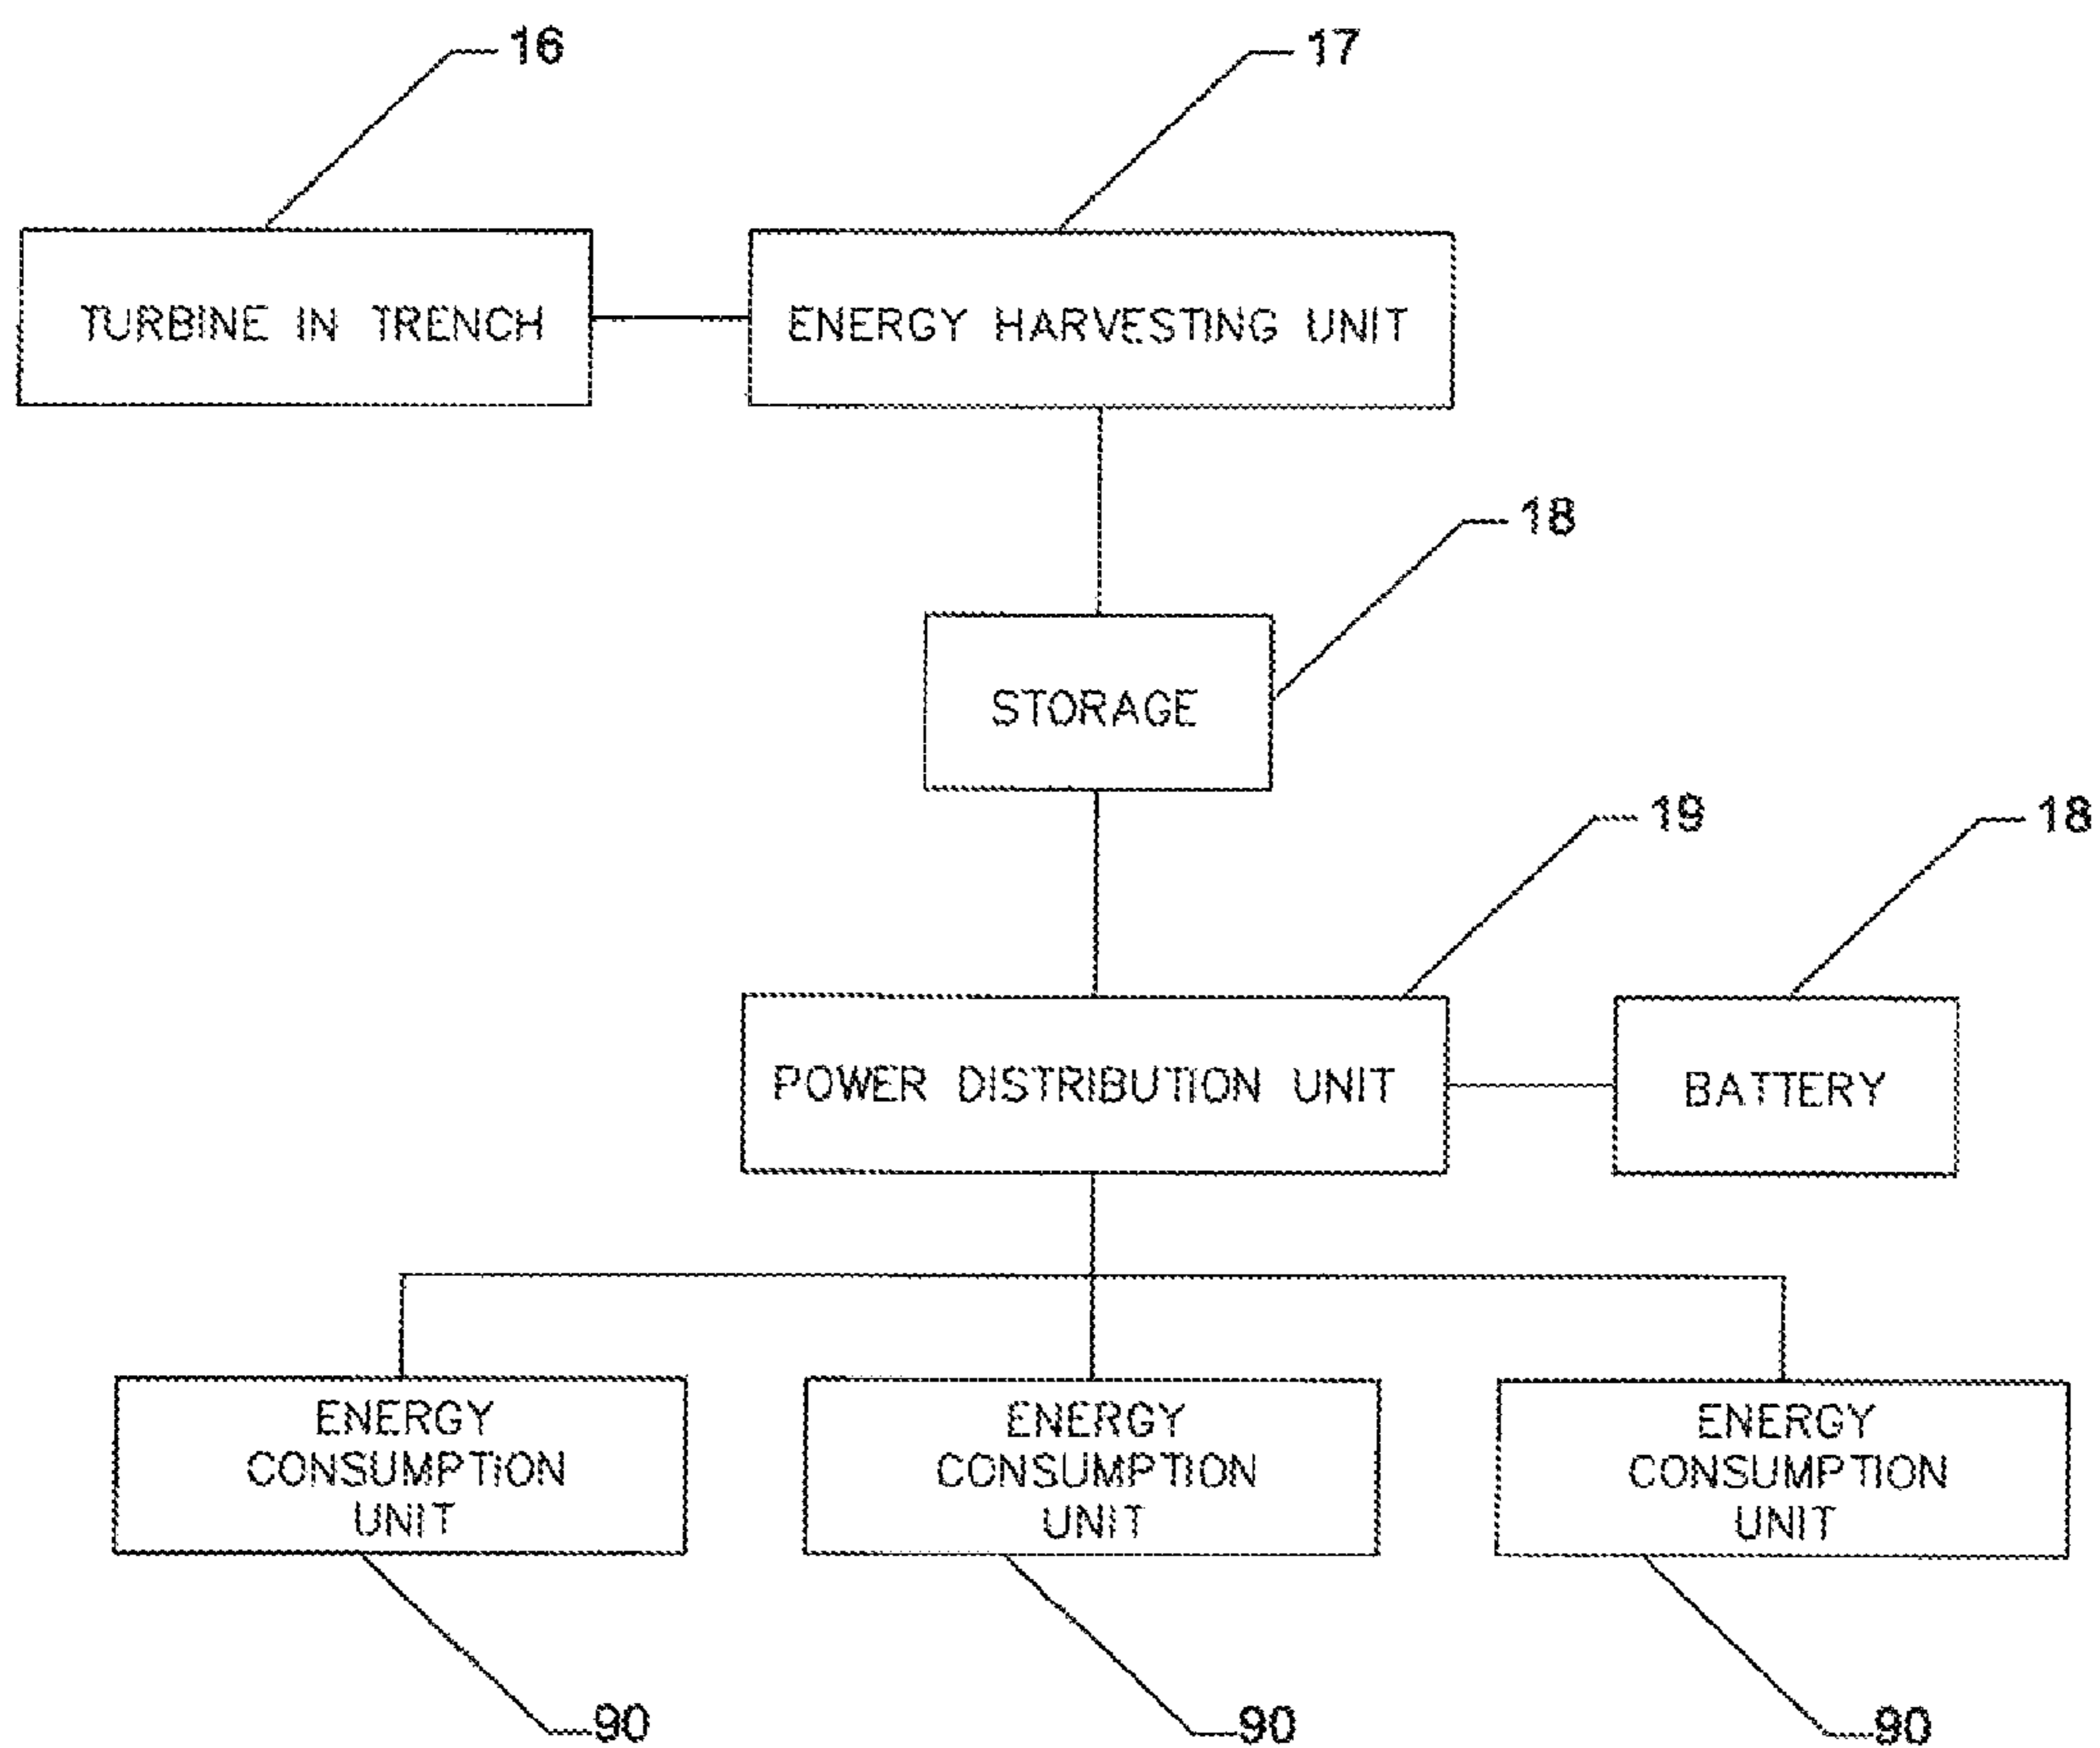 16
17
TURBINE IN TRENCH
ENERGY HARVESTING UNIT
18
STORAGE
19
18
POWER DISTRIBUTION UNIT
BATTERY
ENERGY
CONSUMPTION
UNIT
ENERGY
CONSUMPTION
UNIT
ENERGY
CONSUMPTION
UNIT
90
90
90